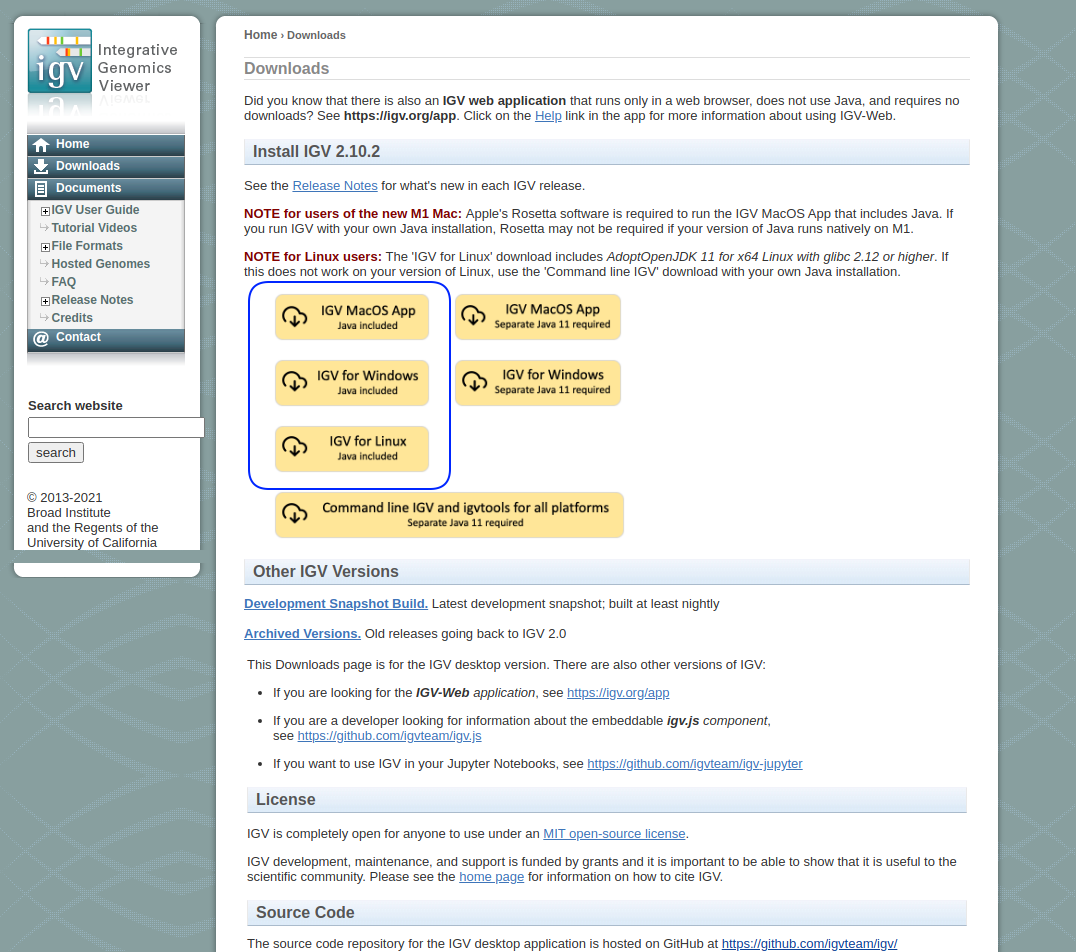 igv
Integrative
Genomics
Viewer
Home
Downloads
Documents
IGV User Guide
Tutorial Videos
File Formats
Hosted Genomes
FAQ
Release Notes
Credits
@ Contact
Search website
search
© 2013-2021
Broad Institute
and the Regents of the
University of California
Home › Downloads
Downloads
Did you know that there is also an IGV web application that runs only in a web browser, does not use Java, and requires no
downloads? See https://igv.org/app. Click on the Help link in the app for more information about using IGV-Web.
Install IGV 2.10.2
See the Release Notes for what's new in each IGV release.
NOTE for users of the new M1 Mac: Apple's Rosetta software is required to run the IGV MacOS App that includes Java. If
you run IGV with your own Java installation, Rosetta may not be required if your version of Java runs natively on M1.
NOTE for Linux users: The 'IGV for Linux' download includes AdoptOpenJDK 11 for x64 Linux with glibc 2.12 or higher. If
this does not work on your version of Linux, use the 'Command line IGV' download with your own Java installation.
IGV MacOS App
Java included
IGV MacOS App
Separate Java 11 required
IGV for Windows
Java included
IGV for Windows
Separate Java 11 required
IGV for Linux
Java included
Command line IGV and igvtools for all platforms
Separate Java 11 required
Other IGV Versions
Development Snapshot Build. Latest development snapshot; built at least nightly
Archived Versions. Old releases going back to IGV 2.0
This Downloads page is for the IGV desktop version. There are also other versions of IGV:
• If you are looking for the IGV-Web application, see https://igv.org/app
• If you are a developer looking for information about the embeddable igv.js component,
see https://github.com/igvteam/igv.js
• If you want to use IGV in your Jupyter Notebooks, see https://github.com/igvteam/igv-jupyter
License
IGV is completely open for anyone to use under an MIT open-source license.
IGV development, maintenance, and support is funded by grants and it is important to be able to show that it is useful to the
scientific community. Please see the home page for information on how to cite IGV.
Source Code
The source code repository for the IGV desktop application is hosted on GitHub at https://github.com/igvteam/igv/